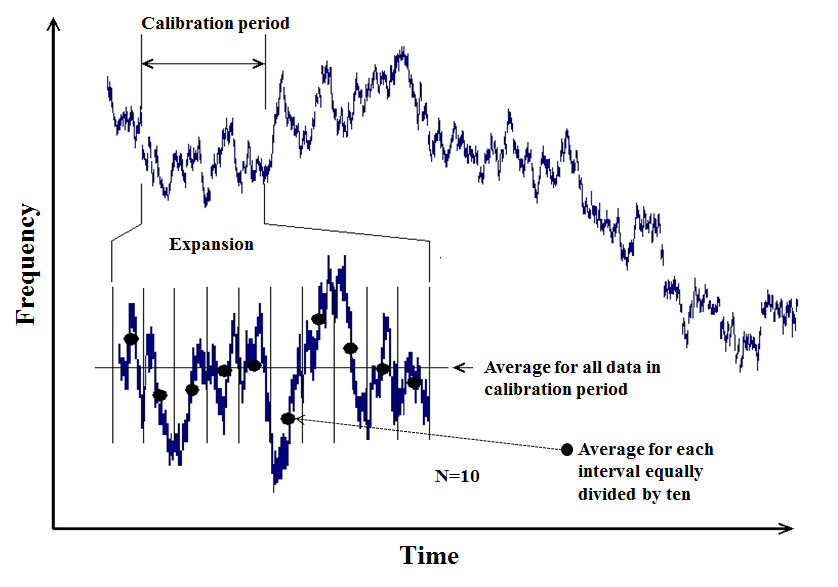 Calibration period
Frequency
Expansion
Average for all data in
calibration period
Average for each
interval equally
divided by ten
N=10
Time